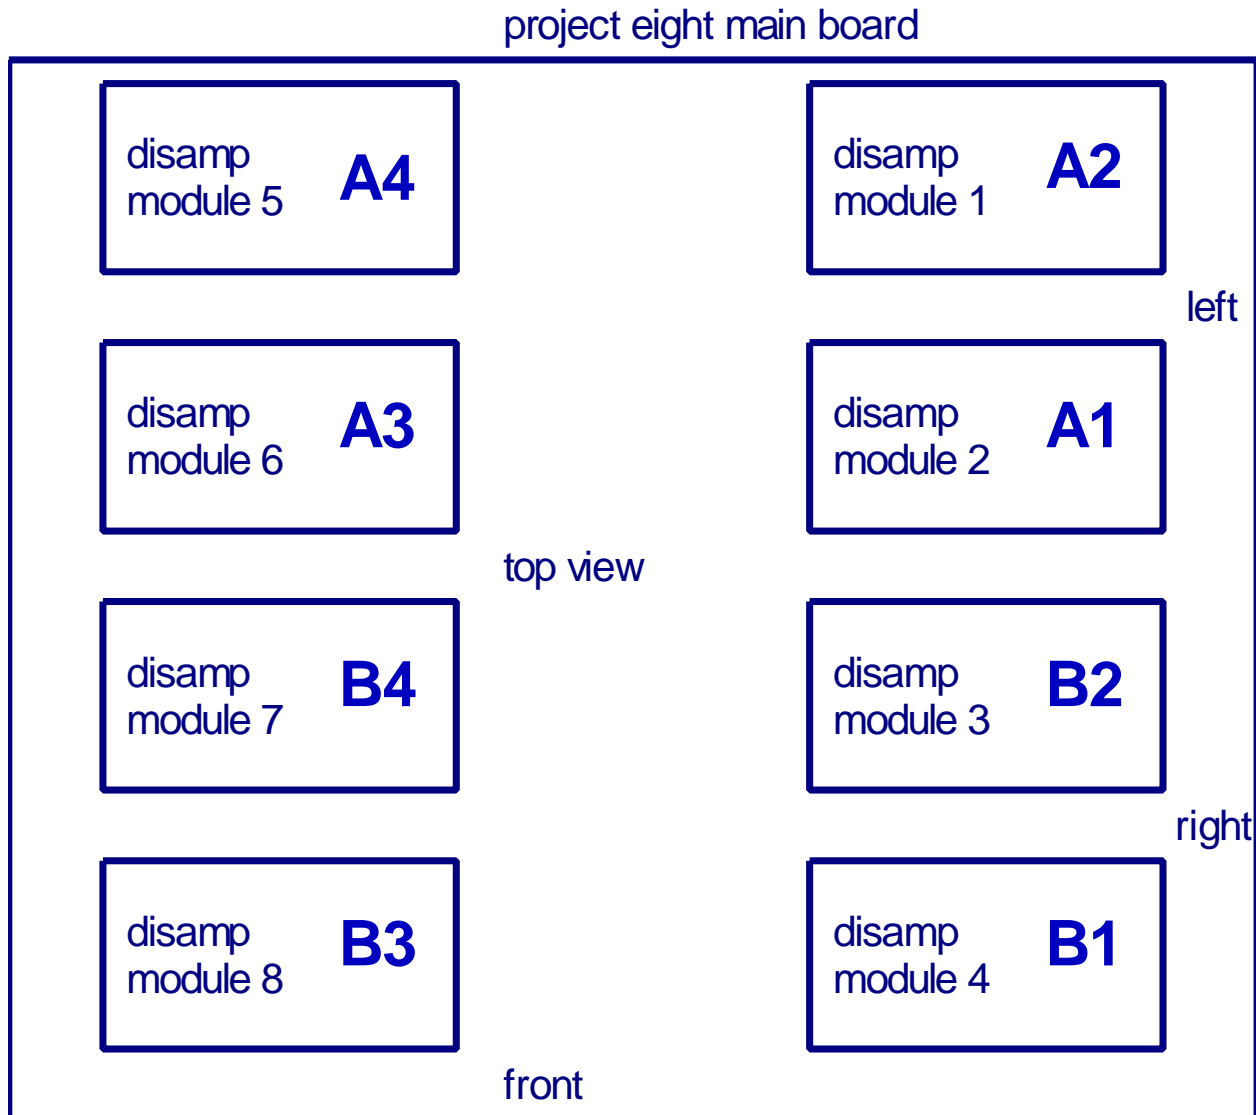 project eight main board
disamp
module 5
A4
disamp
module 1
A2
left
disamp
module 6
A3
disamp
module 2
A1
top view
disamp
module 7
B4
disamp
module 3
B2
right
disamp
module 8
B3
disamp
module 4
B1
front